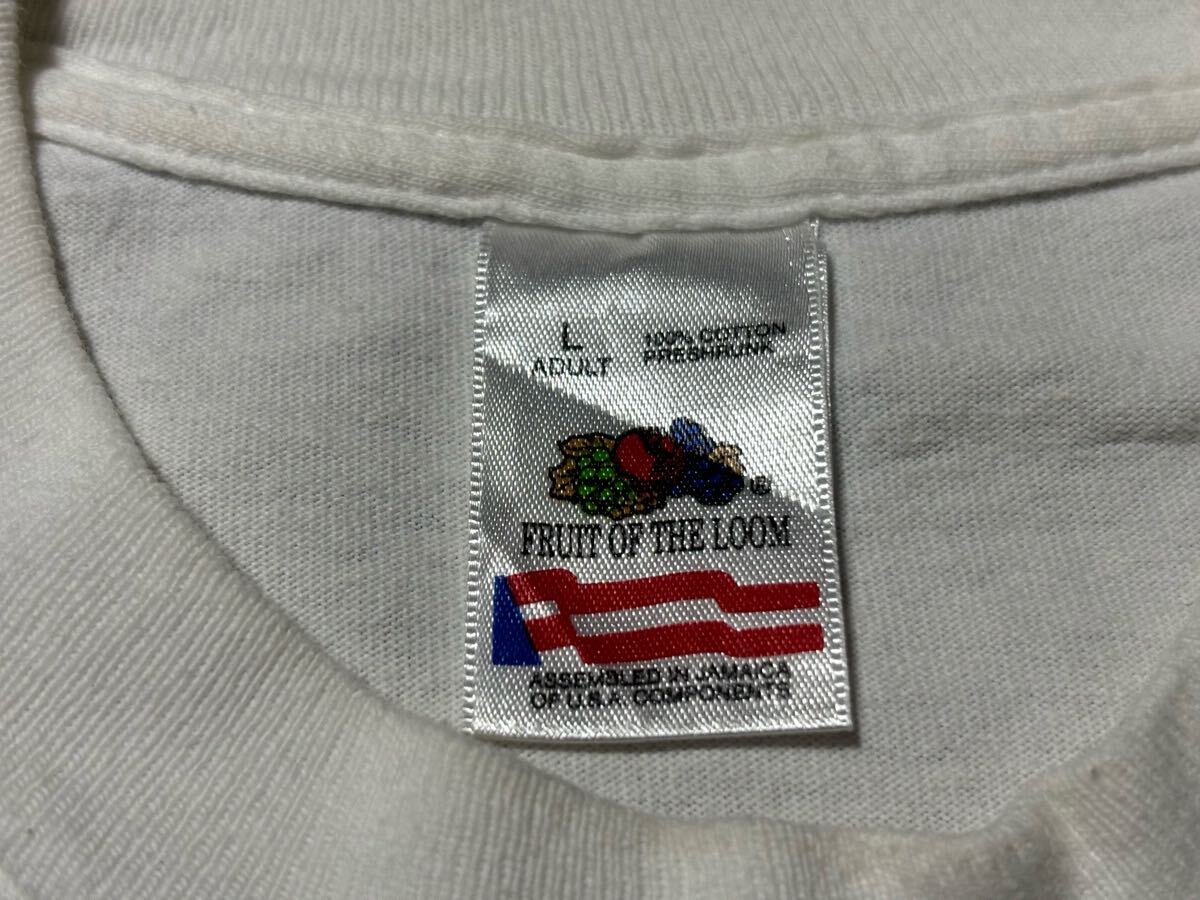 L
ADULT
100% COTTON
PRESHRUNK
®
FRUIT OF THE LOOM
ASSEMBLED IN JAMAICA
OF U.S.A. COMPONENTS